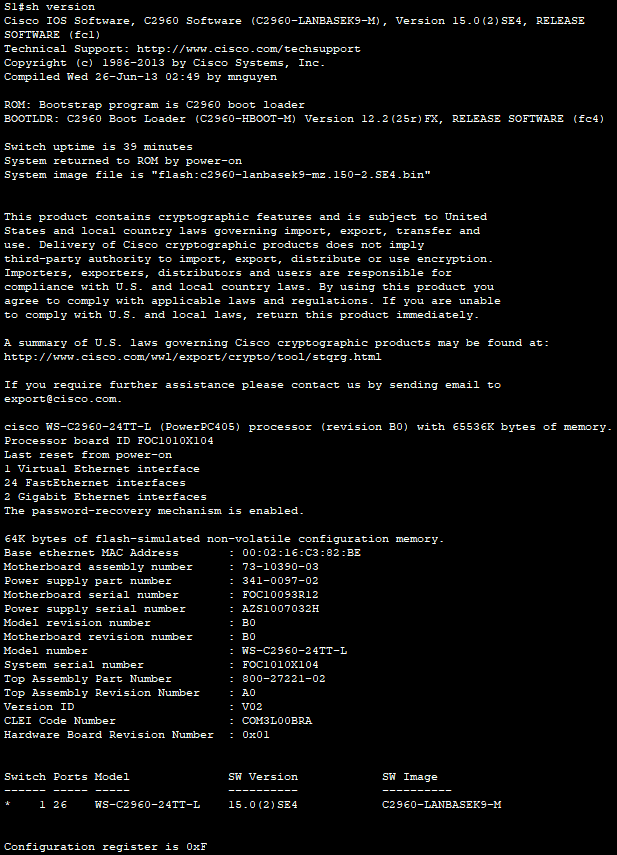 S1#sh version
Cisco IOS Software, C2960 Software (C2960-LANBASEK9-M), Version 15.0(2)SE4, RELEASE
SOFTWARE (fc1)
Technical Support: http://www.cisco.com/techsupport
Copyright (c) 1986-2013 by Cisco Systems, Inc.
Compiled Wed 26-Jun-13 02:49 by mnguyen

ROM: Bootstrap program is C2960 boot loader
BOOTLDR: C2960 Boot Loader (C2960-HBOOT-M) Version 12.2(25r)FX, RELEASE SOFTWARE (fc4)

Switch uptime is 39 minutes
System returned to ROM by power-on
System image file is "flash:c2960-lanbasek9-mz.150-2.SE4.bin"

This product contains cryptographic features and is subject to United
States and local country laws governing import, export, transfer and
use. Delivery of Cisco cryptographic products does not imply
third-party authority to import, export, distribute or use encryption.
Importers, exporters, distributors and users are responsible for
compliance with U.S. and local country laws. By using this product you
agree to comply with applicable laws and regulations. If you are unable
to comply with U.S. and local laws, return this product immediately.

A summary of U.S. laws governing Cisco cryptographic products may be found at:
http://www.cisco.com/wwl/export/crypto/tool/stqrg.html

If you require further assistance please contact us by sending email to
export@cisco.com.

cisco WS-C2960-24TT-L (PowerPC405) processor (revision B0) with 65536K bytes of memory.
Processor board ID FOC1010X104
Last reset from power-on
1 Virtual Ethernet interface
24 FastEthernet interfaces
2 Gigabit Ethernet interfaces
The password-recovery mechanism is enabled.

64K bytes of flash-simulated non-volatile configuration memory.
Base ethernet MAC Address : 00:02:16:C3:82:BE
Motherboard assembly number : 73-10390-03
Power supply part number : 341-0097-02
Motherboard serial number : FOC10093R12
Power supply serial number : AZS1007032H
Model revision number : B0
Motherboard revision number : B0
Model number : WS-C2960-24TT-L
System serial number : FOC1010X104
Top Assembly Part Number : 800-27221-02
Top Assembly Revision Number : A0
Version ID : V02
CLEI Code Number : COM3L00BRA
Hardware Board Revision Number : 0x01

Switch Ports Model SW Version SW Image
------ ----- ----- ---------- ----------
* 1 26 WS-C2960-24TT-L 15.0(2)SE4 C2960-LANBASEK9-M

Configuration register is 0xF